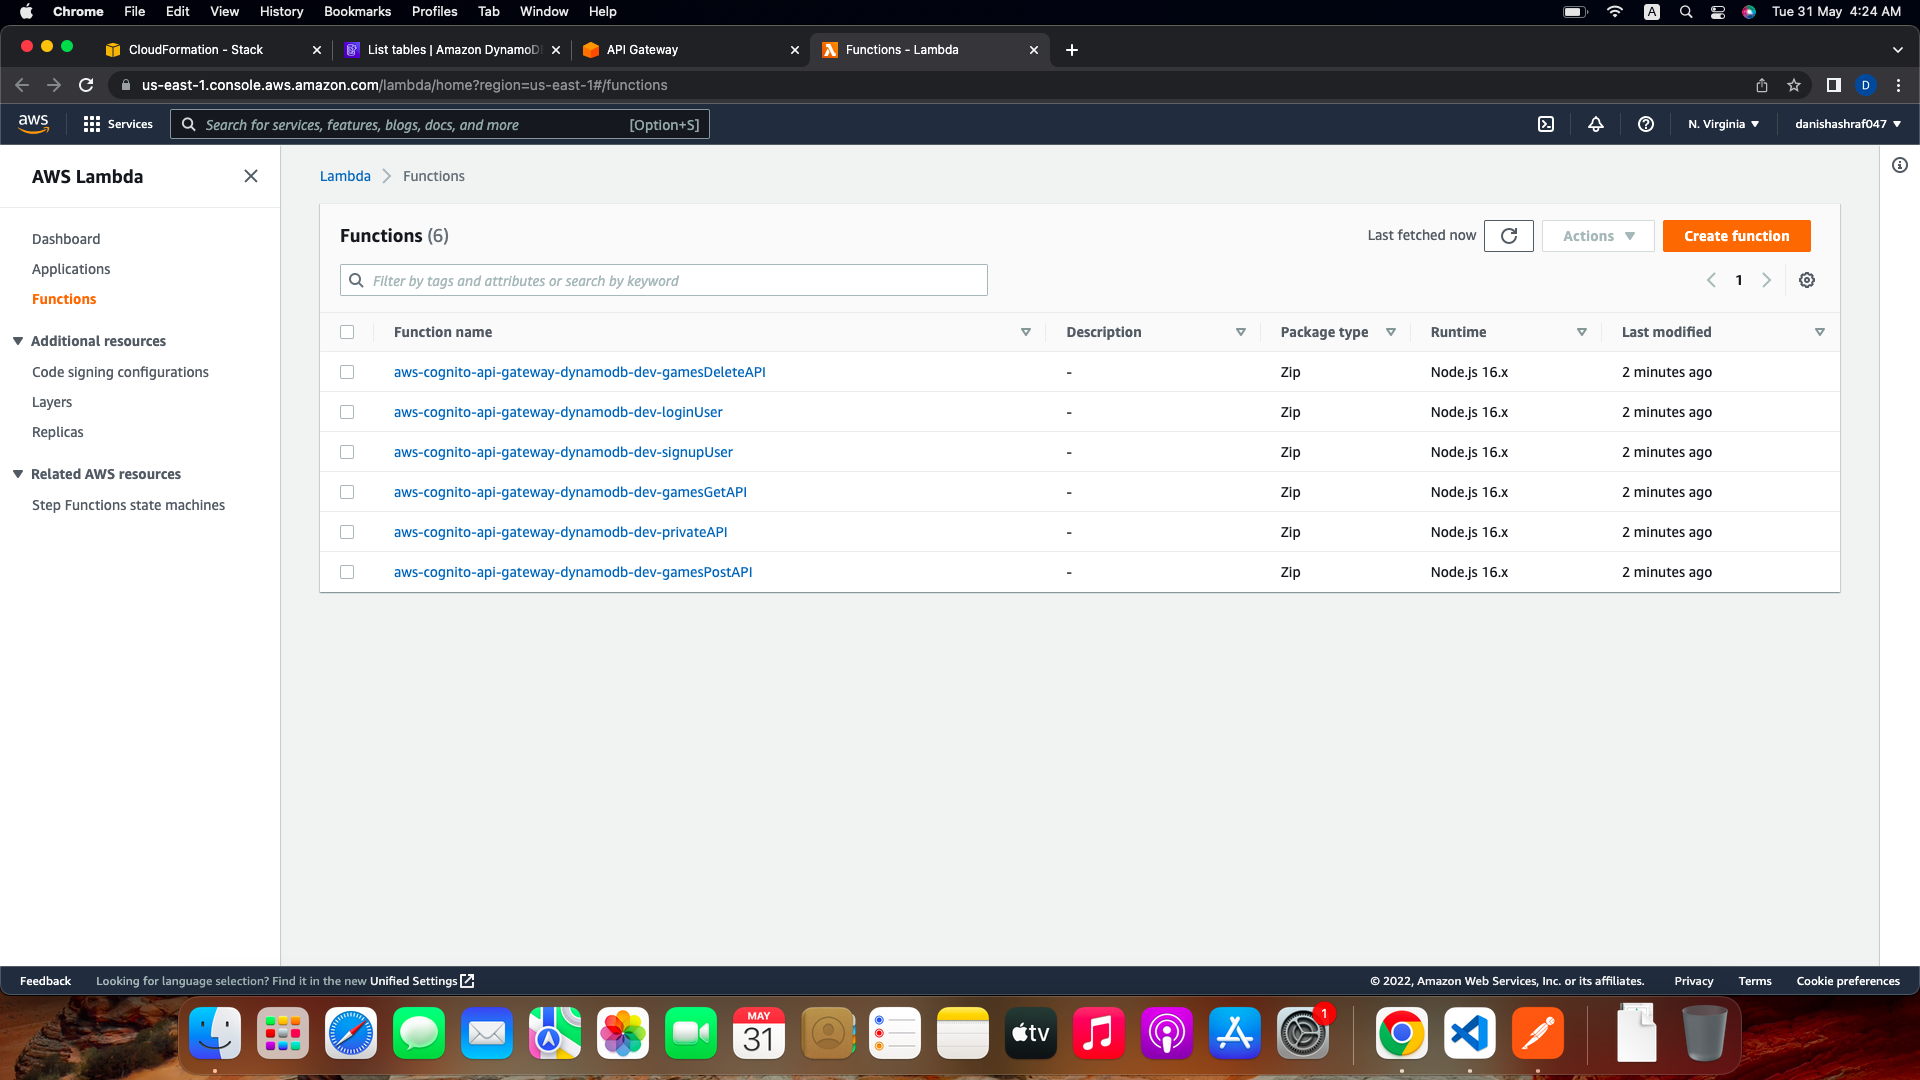 Chrome File Edit View History Bookmarks Profiles Tab Window Help A Tue 31 May 4:24 AM
CloudFormation - Stack List tables | Amazon DynamoD API Gateway Functions - Lambda
us-east-1.console.aws.amazon.com/lambda/home?region=us-east-1#/functions D
aws Services Search for services, features, blogs, docs, and more [Option+S] N. Virginia danishashraf047
AWS Lambda
Dashboard
Applications
Functions
Additional resources
Code signing configurations
Layers
Replicas
Related AWS resources
Step Functions state machines
Lambda Functions
Functions (6) Last fetched now Actions Create function
Filter by tags and attributes or search by keyword 1
Function name Description Package type Runtime Last modified
aws-cognito-api-gateway-dynamodb-dev-gamesDeleteAPI - Zip Node.js 16.x 2 minutes ago
aws-cognito-api-gateway-dynamodb-dev-loginUser - Zip Node.js 16.x 2 minutes ago
aws-cognito-api-gateway-dynamodb-dev-signupUser - Zip Node.js 16.x 2 minutes ago
aws-cognito-api-gateway-dynamodb-dev-gamesGetAPI - Zip Node.js 16.x 2 minutes ago
aws-cognito-api-gateway-dynamodb-dev-privateAPI - Zip Node.js 16.x 2 minutes ago
aws-cognito-api-gateway-dynamodb-dev-gamesPostAPI - Zip Node.js 16.x 2 minutes ago
Feedback Looking for language selection? Find it in the new Unified Settings © 2022, Amazon Web Services, Inc. or its affiliates. Privacy Terms Cookie preferences
MAY
31
tv
1